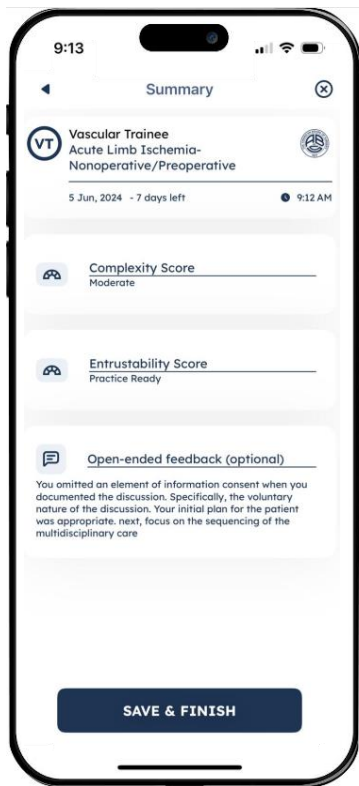 9:13
Summary
VT
Vascular Trainee
Acute Limb Ischemia-
Nonoperative/Preoperative
5 Jun, 2024 - 7 days left 9:12 AM
Complexity Score
Moderate
Entrustability Score
Practice Ready
Open-ended feedback (optional)
You omitted an element of information consent when you
documented the discussion. Specifically, the voluntary
nature of the discussion. Your initial plan for the patient
was appropriate. next, focus on the sequencing of the
multidisciplinary care
SAVE & FINISH